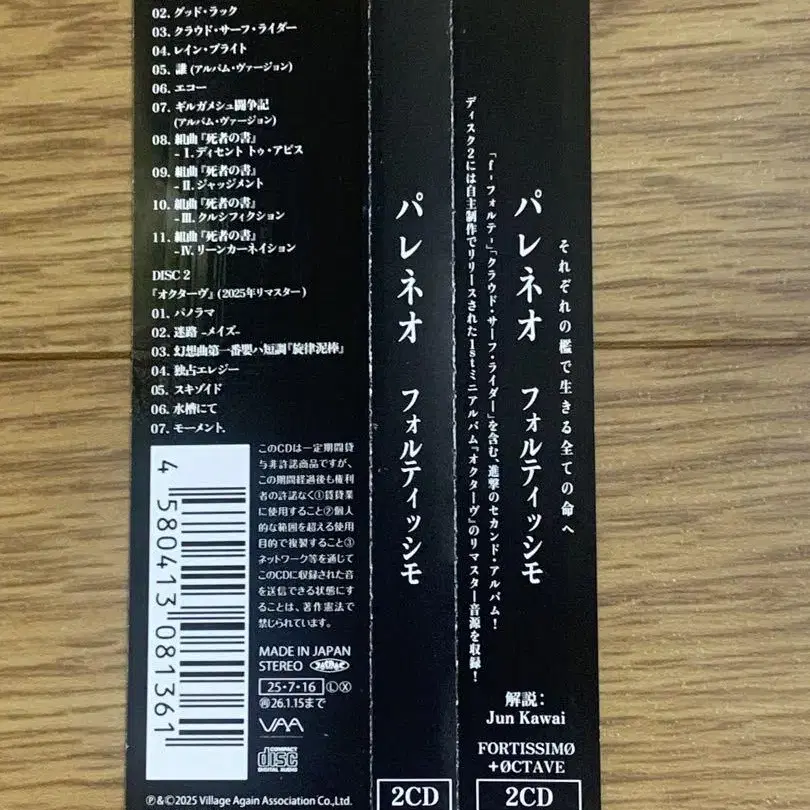 02. グッド・ラック
03. クラウド・サーフ・ライダー
04. レイン・ブライト
05. 誰 (アルバム・ヴァージョン)
06. エコー
07. ギルガメシュ闘争記
(アルバム・ヴァージョン)
08. 組曲『死者の書』
- I. ディセント トゥ・アビス
09. 組曲『死者の書』
- II. ジャッジメント
10. 組曲『死者の書』
- III. クルシフィクション
11. 組曲『死者の書』
- IV. リーンカーネイション
DISC 2
『オクターヴ』(2025年リマスター)
01. パノラマ
02. 迷路 -メイズ-
03. 幻想曲第一番嬰ハ短調『旋律泥棒』
04. 独占エレジー
05. スキゾイド
06. 水槽にて
07. モーメント.
4 580413 081361
このCDは一定期間貸
与非許諾商品ですが、
この期間経過後も権利
者の許諾なく①賃貸業
に使用すること②個人
的な範囲を超える使用
目的で複製すること③
ネットワーク等を通じて
このCDに収録された音
を送信できる状態にす
ることは、著作憲法で
禁じられています。
MADE IN JAPAN
STEREO
25・7・16 Ⓛ Ⓧ
㊟26.1.15まで
VAA
COMPACT
disc
DIGITAL AUDIO
Ⓟ&©2025 Village Again Association Co.,Ltd.
パレネオ フォルティッシモ
2CD
それぞれの檻で生きる全ての命へ
パレネオ フォルティッシモ
「f-フォルテ-」「クラウド・サーフ・ライダー」を含む、進撃のセカンド・アルバム!
ディスク2には自主制作でリリースされた1stミニアルバム『オクターヴ』のリマスター音源を収録!
解説:
Jun Kawai
FORTISSIMØ
+ØCTAVE
2CD